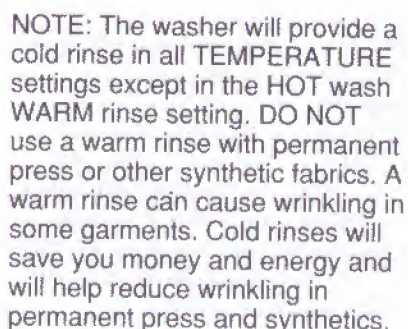 NOTE: The washer will provide a
cold rinse in all TEMPERATURE
settings except in the HOT wash
WARM rinse setting. DO NOT
use a warm rinse with permanent
press or other synthetic fabrics. A
warm rinse can cause wrinkling in
some garments. Cold rinses will
save you money and energy and
will help reduce wrinkling in
permanent press and synthetics.